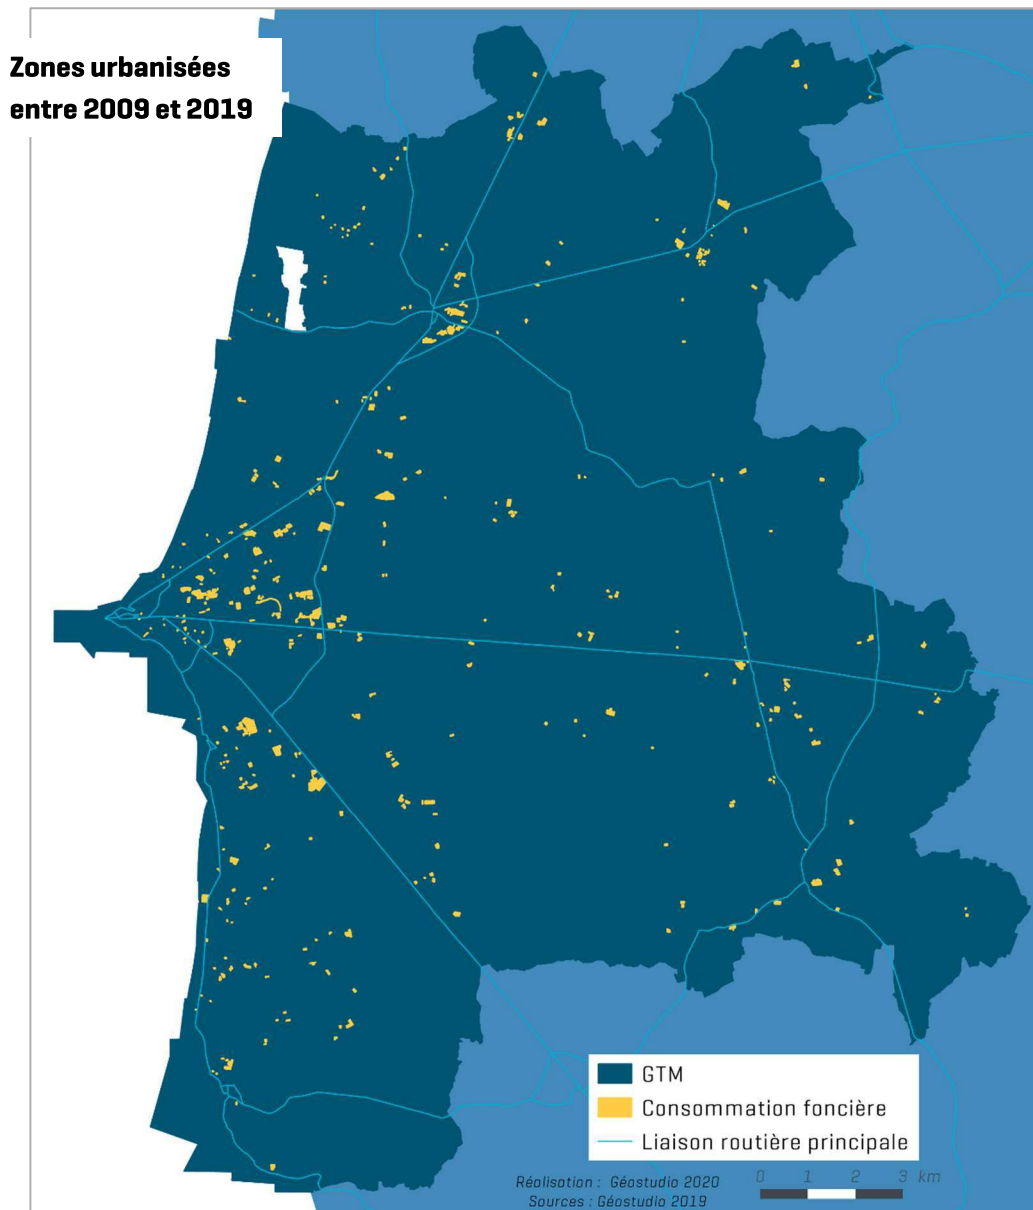 Zones urbanisées
entre 2009 et 2019
GTM
Consommation foncière
Liaison routière principale
Réalisation : Géostudio 2020
Sources : Géostudio 2019
0 1 2 3 km